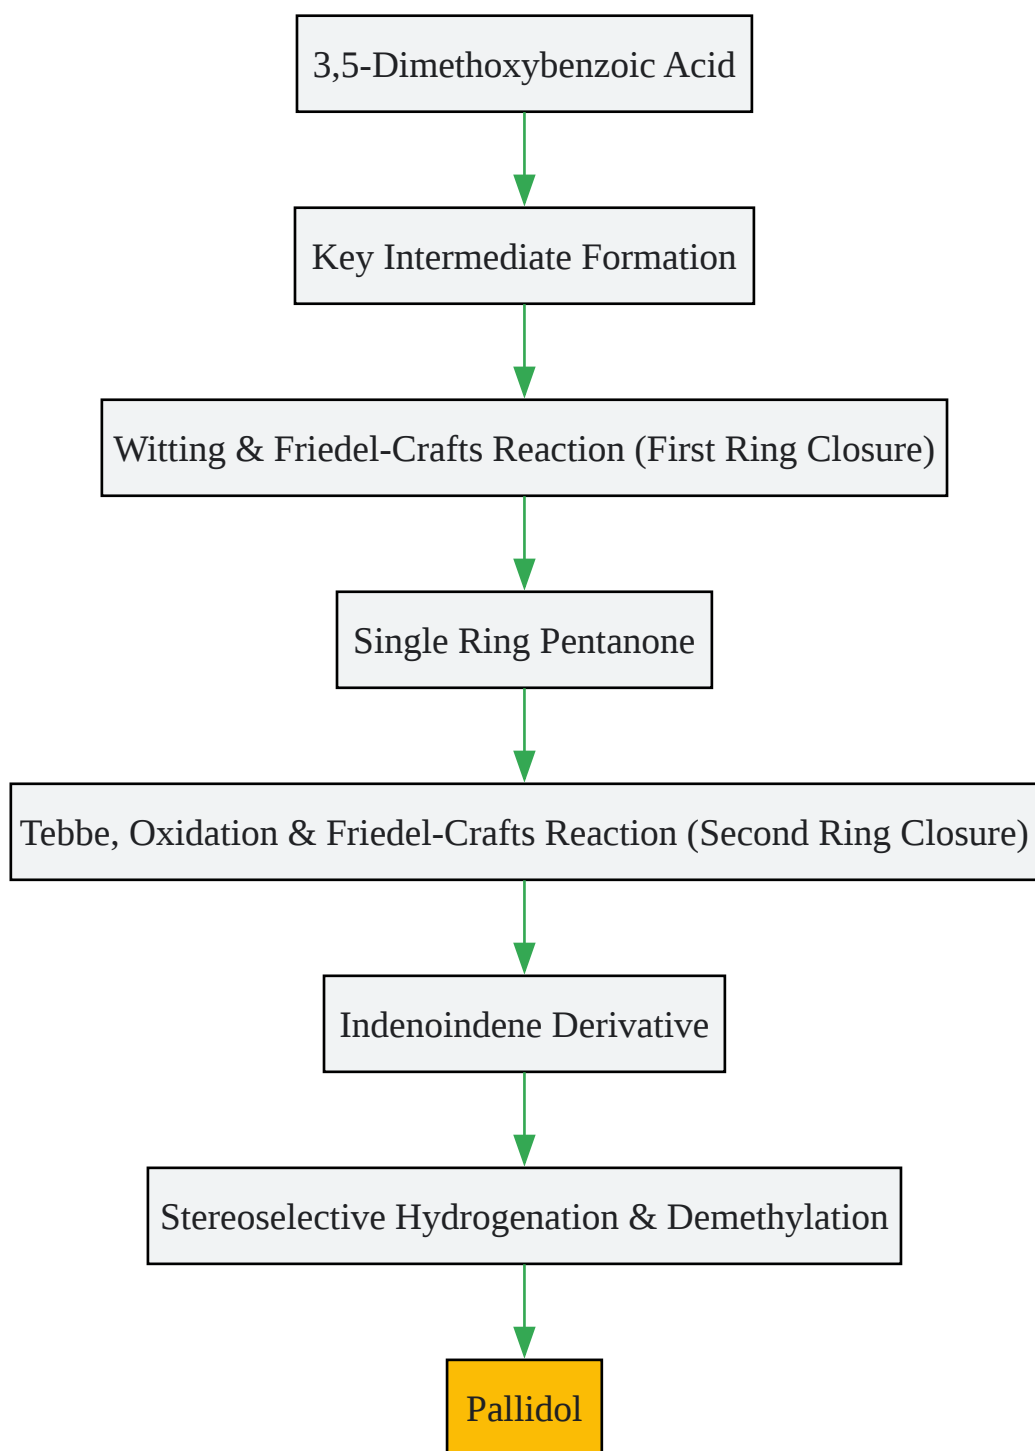 3,5-Dimethoxybenzoic Acid
Key Intermediate Formation
Witting & Friedel-Crafts Reaction (First Ring Closure)
Single Ring Pentanone
Tebbe, Oxidation & Friedel-Crafts Reaction (Second Ring Closure)
Indenoindene Derivative
Stereoselective Hydrogenation & Demethylation
Pallidol